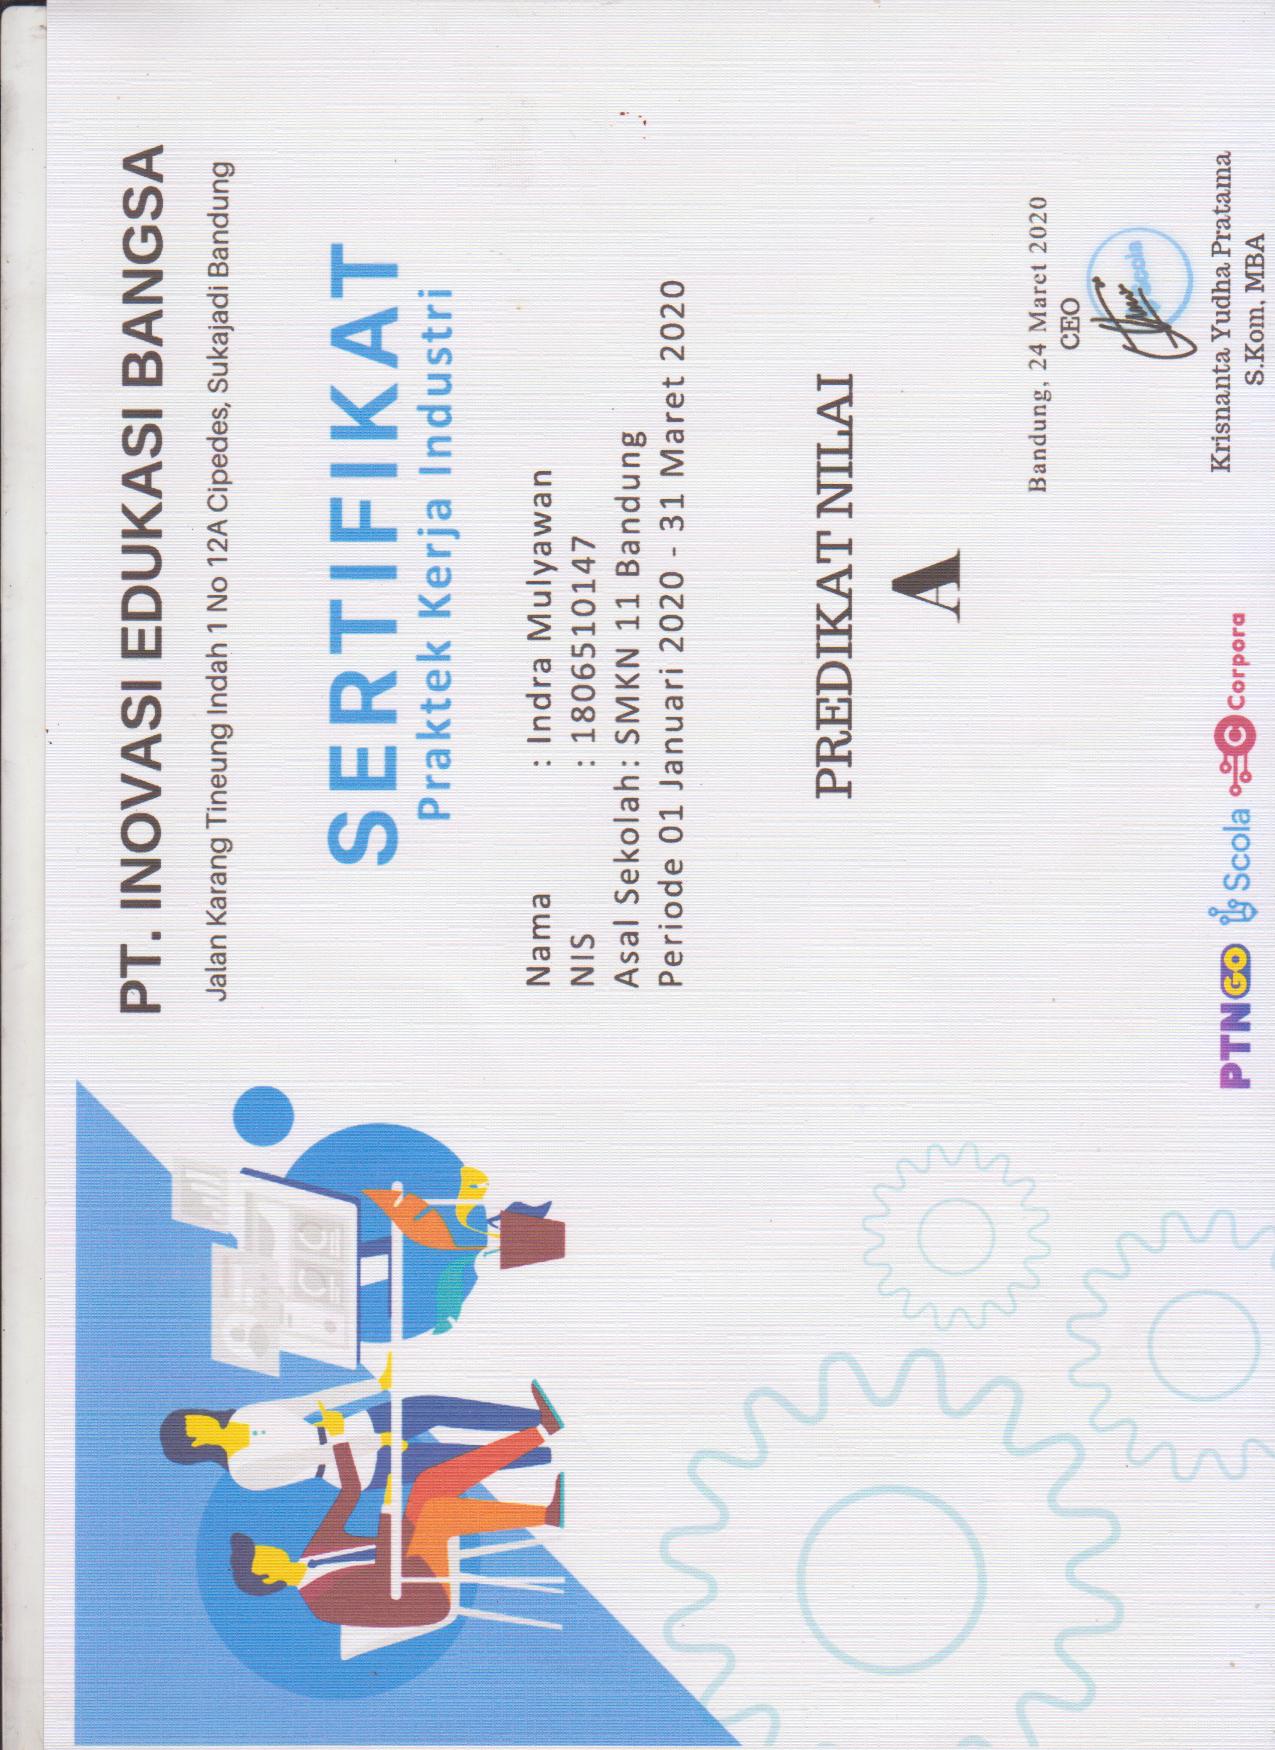 PT. INOVASI EDUKASI BANGSA
Jalan Karang Tineung Indah 1 No 12A Cipedes, Sukajadi Bandung
SERTIFIKAT
Praktek Kerja Industri
Nama : Indra Mulyawan
NIS : 1806510147
Asal Sekolah: SMKN 11 Bandung
Periode 01 Januari 2020 - 31 Maret 2020
PREDIKAT NILAI
A
Bandung, 24 Maret 2020
CEO
Scola
Krisnanta Yudha Pratama
S.Kom, MBA
PTNGO Scola Corpora